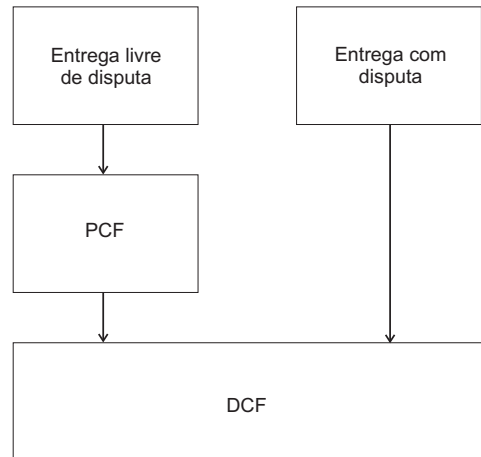 Entrega livre
de disputa
Entrega com
disputa
PCF
DCF